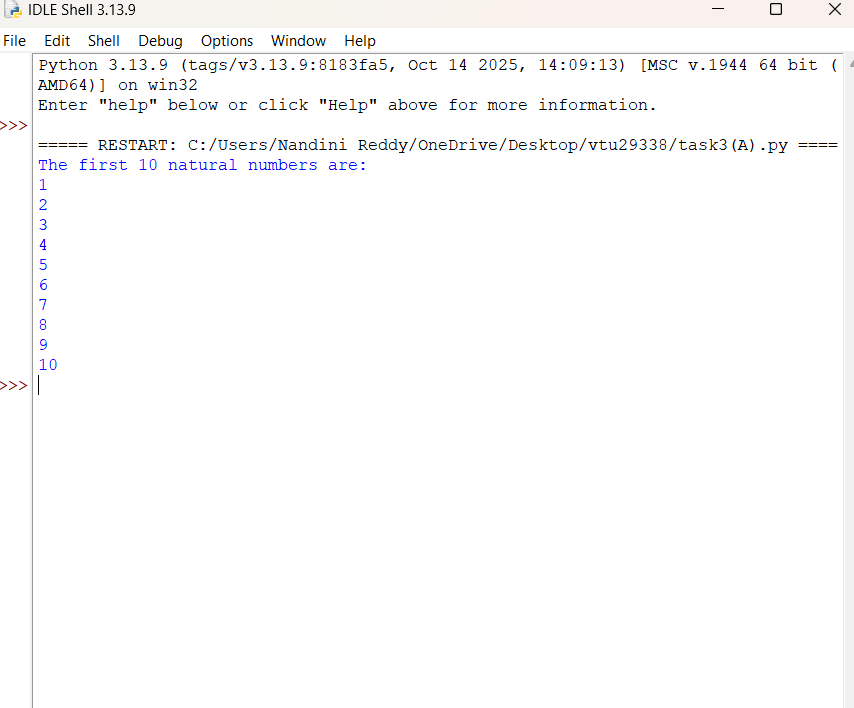 IDLE Shell 3.13.9
File Edit Shell Debug Options Window Help
Python 3.13.9 (tags/v3.13.9:8183fa5, Oct 14 2025, 14:09:13) [MSC v.1944 64 bit (
AMD64)] on win32
Enter "help" below or click "Help" above for more information.
>>>
===== RESTART: C:/Users/Nandini Reddy/OneDrive/Desktop/vtu29338/task3(A).py ====
The first 10 natural numbers are:
1
2
3
4
5
6
7
8
9
10
>>>